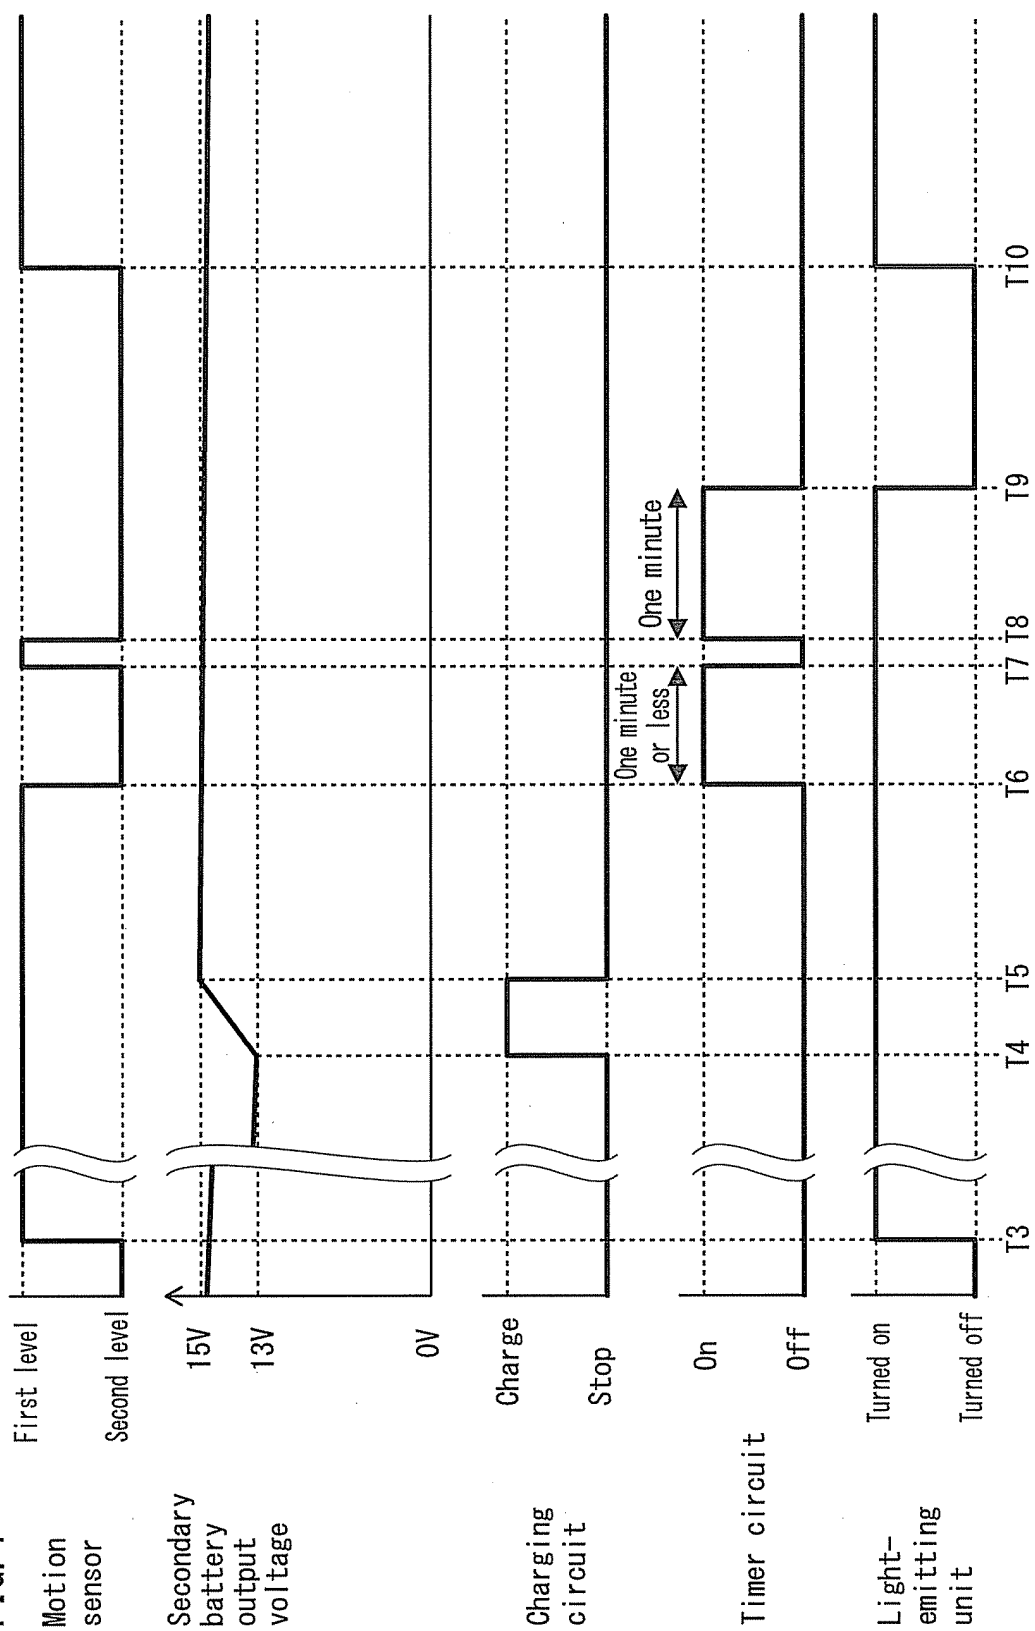 Motion
sensor
First level
Second level
Secondary
battery
output
voltage
15V
13V
0V
Charging
circuit
Charge
Stop
Timer circuit
On
Off
One minute
or less
One minute
Light-
emitting
unit
Turned on
Turned off
T3
T4
T5
T6
T7
T8
T9
T10